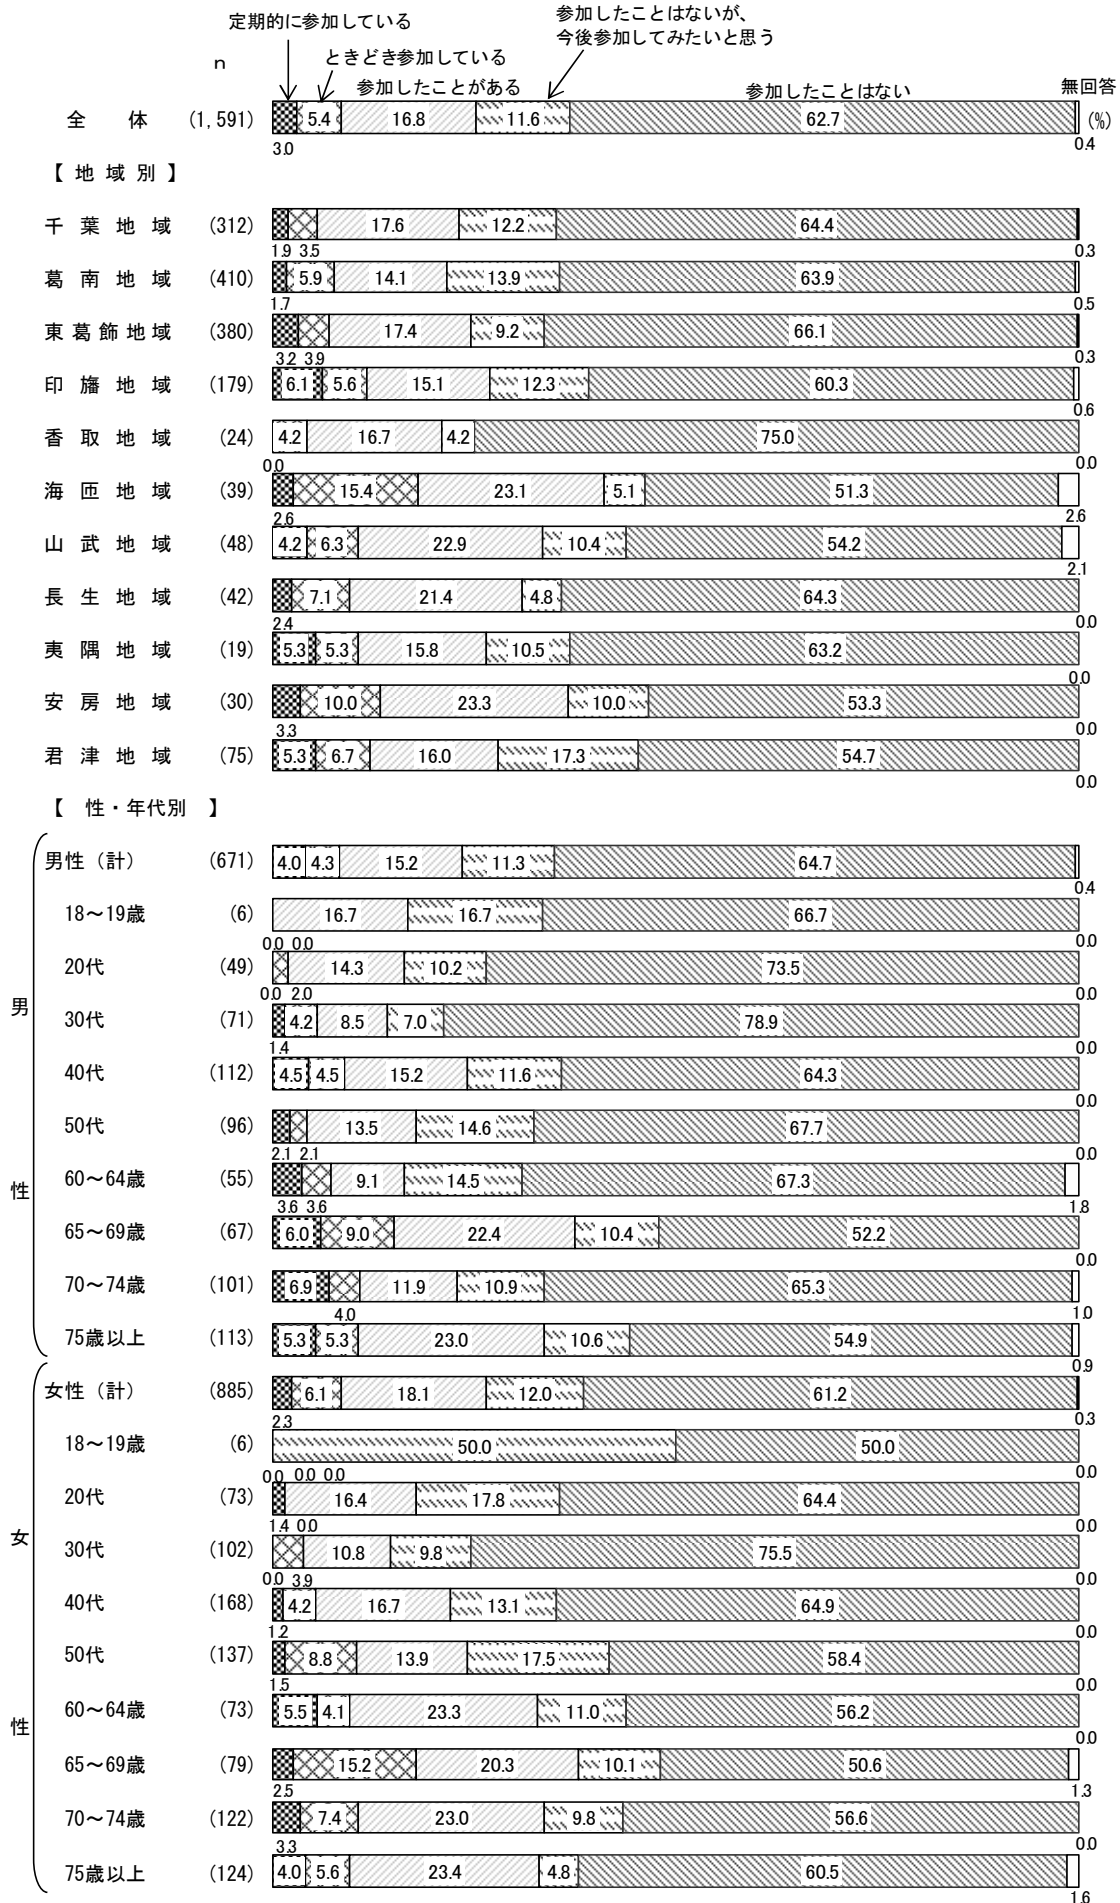 定期的に参加している
参加したことはないが、
今後参加してみたいと思う
n
ときどき参加している
参加したことがある
参加したことはない
無回答
全 体 (1,591) 5.4 16.8 11.6 62.7 (%)
3.0 0.4
【 地 域 別 】
千 葉 地 域 (312) 17.6 12.2 64.4
1.9 3.5 0.3
葛 南 地 域 (410) 5.9 14.1 13.9 63.9
1.7 0.5
東 葛 飾 地 域 (380) 17.4 9.2 66.1
3.2 3.9 0.3
印 旛 地 域 (179) 6.1 5.6 15.1 12.3 60.3
0.6
香 取 地 域 (24) 4.2 16.7 4.2 75.0
0.0 0.0
海 匝 地 域 (39) 15.4 23.1 5.1 51.3
2.6 2.6
山 武 地 域 (48) 4.2 6.3 22.9 10.4 54.2
2.1
長 生 地 域 (42) 7.1 21.4 4.8 64.3
2.4 0.0
夷 隅 地 域 (19) 5.3 5.3 15.8 10.5 63.2
0.0
安 房 地 域 (30) 10.0 23.3 10.0 53.3
3.3 0.0
君 津 地 域 (75) 5.3 6.7 16.0 17.3 54.7
0.0
【 性・年代別 】
男性（計） (671) 4.0 4.3 15.2 11.3 64.7
0.4
18～19歳 (6) 16.7 16.7 66.7
0.0 0.0 0.0
20代 (49) 14.3 10.2 73.5
0.0 2.0 0.0
男
30代 (71) 4.2 8.5 7.0 78.9
1.4 0.0
40代 (112) 4.5 4.5 15.2 11.6 64.3
0.0
50代 (96) 13.5 14.6 67.7
2.1 2.1 0.0
60～64歳 (55) 9.1 14.5 67.3
性
3.6 3.6 1.8
65～69歳 (67) 6.0 9.0 22.4 10.4 52.2
0.0
70～74歳 (101) 6.9 11.9 10.9 65.3
4.0 1.0
75歳以上 (113) 5.3 5.3 23.0 10.6 54.9
0.9
女性（計） (885) 6.1 18.1 12.0 61.2
2.3 0.3
18～19歳 (6) 50.0 50.0
0.0 0.0 0.0 0.0
20代 (73) 16.4 17.8 64.4
1.4 0.0 0.0
女
30代 (102) 10.8 9.8 75.5
0.0 3.9 0.0
40代 (168) 4.2 16.7 13.1 64.9
1.2 0.0
50代 (137) 8.8 13.9 17.5 58.4
1.5 0.0
60～64歳 (73) 5.5 4.1 23.3 11.0 56.2
性
0.0
65～69歳 (79) 15.2 20.3 10.1 50.6
2.5 1.3
70～74歳 (122) 7.4 23.0 9.8 56.6
3.3 0.0
75歳以上 (124) 4.0 5.6 23.4 4.8 60.5
1.6